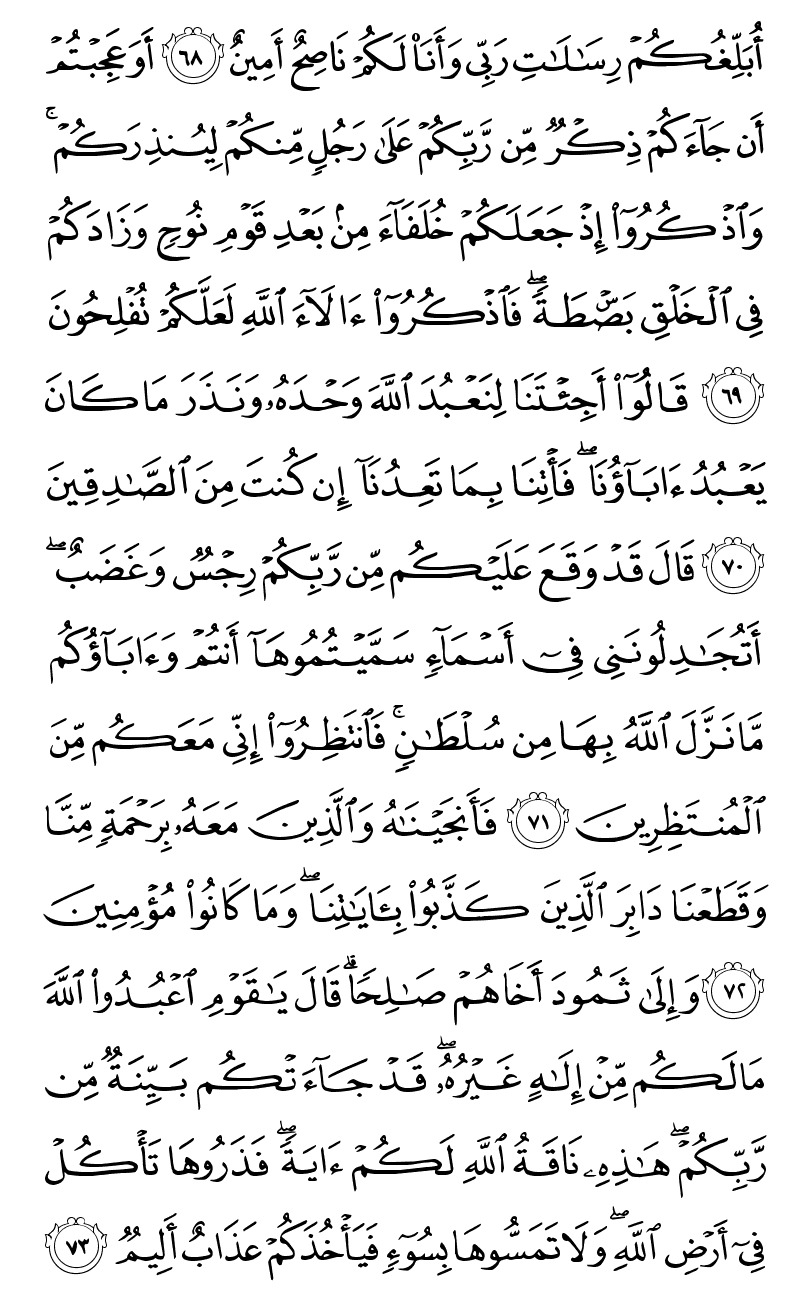 أُبَلِّغُكُمْ رِسَـٰلَـٰتِ رَبِّى وَأَنَا۠ لَكُمْ نَاصِحٌ أَمِينٌ ٦٨ أَوَعَجِبْتُمْ
أَن جَآءَكُمْ ذِكْرٌ مِّن رَّبِّكُمْ عَلَىٰ رَجُلٍ مِّنكُمْ لِيُنذِرَكُمْ ۚ
وَٱذْكُرُوٓا۟ إِذْ جَعَلَكُمْ خُلَفَآءَ مِنۢ بَعْدِ قَوْمِ نُوحٍ وَزَادَكُمْ
فِى ٱلْخَلْقِ بَصْۜطَةً ۖ فَٱذْكُرُوٓا۟ ءَالَآءَ ٱللَّهِ لَعَلَّكُمْ تُفْلِحُونَ
٦٩ قَالُوٓا۟ أَجِئْتَنَا لِنَعْبُدَ ٱللَّهَ وَحْدَهُۥ وَنَذَرَ مَا كَانَ
يَعْبُدُ ءَابَآؤُنَا ۖ فَأْتِنَا بِمَا تَعِدُنَآ إِن كُنتَ مِنَ ٱلصَّـٰدِقِينَ
٧٠ قَالَ قَدْ وَقَعَ عَلَيْكُم مِّن رَّبِّكُمْ رِجْسٌ وَغَضَبٌ ۖ
أَتُجَـٰدِلُونَنِى فِىٓ أَسْمَآءٍ سَمَّيْتُمُوهَآ أَنتُمْ وَءَابَآؤُكُم
مَّا نَزَّلَ ٱللَّهُ بِهَا مِن سُلْطَـٰنٍ ۚ فَٱنتَظِرُوٓا۟ إِنِّى مَعَكُم مِّنَ
ٱلْمُنتَظِرِينَ ٧١ فَأَنجَيْنَـٰهُ وَٱلَّذِينَ مَعَهُۥ بِرَحْمَةٍ مِّنَّا
وَقَطَعْنَا دَابِرَ ٱلَّذِينَ كَذَّبُوا۟ بِـَٔايَـٰتِنَا ۖ وَمَا كَانُوا۟ مُؤْمِنِينَ
٧٢ وَإِلَىٰ ثَمُودَ أَخَاهُمْ صَـٰلِحًا ۗ قَالَ يَـٰقَوْمِ ٱعْبُدُوا۟ ٱللَّهَ
مَا لَكُم مِّنْ إِلَـٰهٍ غَيْرُهُۥ ۖ قَدْ جَآءَتْكُم بَيِّنَةٌ مِّن
رَّبِّكُمْ ۖ هَـٰذِهِۦ نَاقَةُ ٱللَّهِ لَكُمْ ءَايَةً ۖ فَذَرُوهَا تَأْكُلْ
فِىٓ أَرْضِ ٱللَّهِ ۖ وَلَا تَمَسُّوهَا بِسُوٓءٍ فَيَأْخُذَكُمْ عَذَابٌ أَلِيمٌ ٧٣